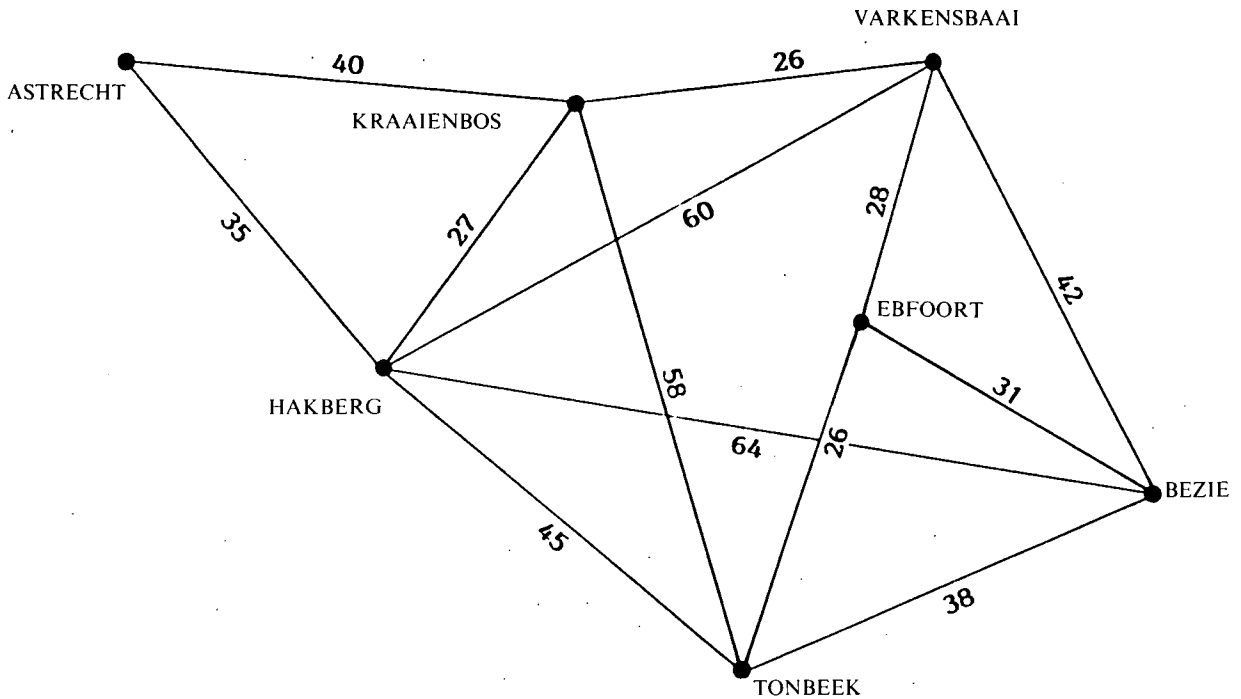 VARKENSBAAI
40
26
ASTRECHT
KRAAIENBOS
28
60
35
27
42
EBFOORT
58
31
HAKBERG
64
26
BEZIE
45
38
TONBEEK